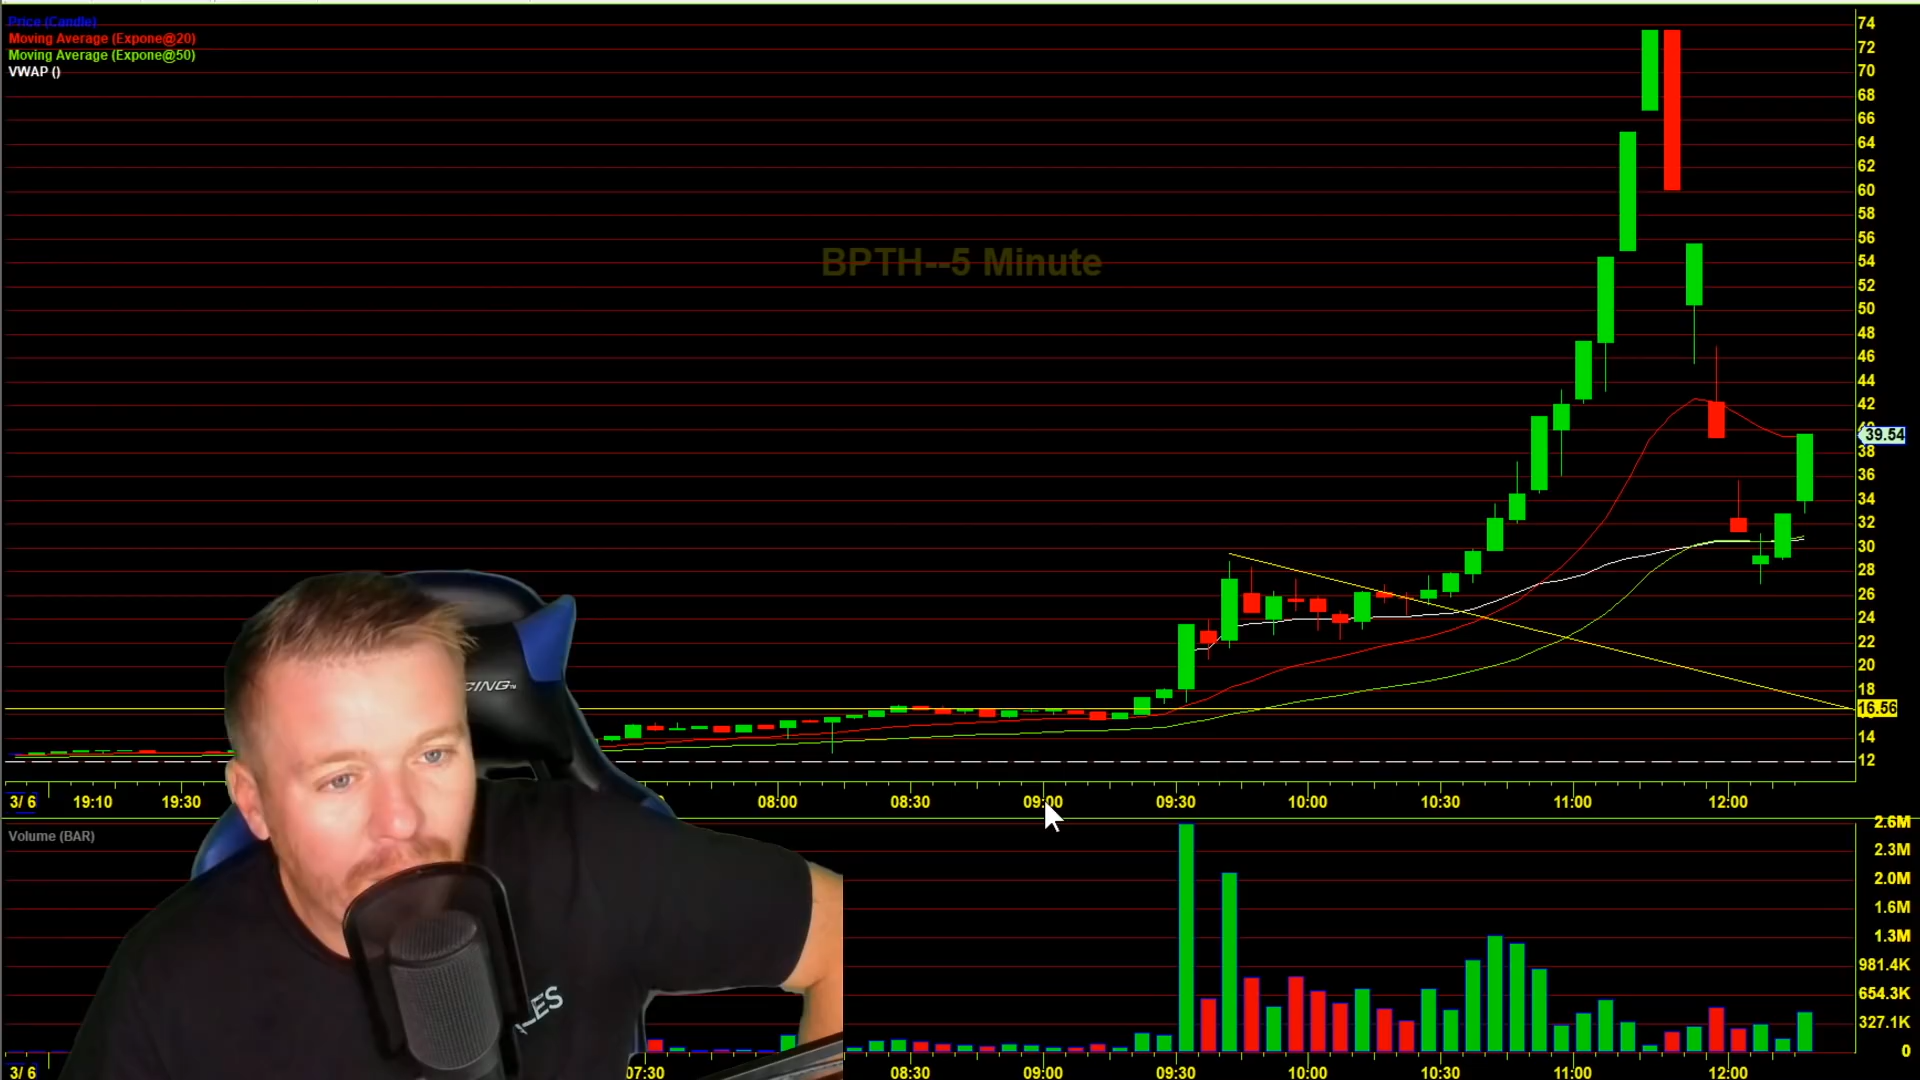 Price (Candle)
Moving Average (Expone@20)
Moving Average (Expone@50)
VWAP ()
BPTH--5 Minute
74
72
70
68
66
64
62
60
58
56
54
52
50
48
46
44
42
39.54
38
36
34
32
30
28
26
24
22
20
18
16.56
14
12
CING
3/ 6 19:10 19:30 08:00 08:30 09:00 09:30 10:00 10:30 11:00 12:00
Volume (BAR)
2.6M
2.3M
2.0M
1.6M
1.3M
981.4K
654.3K
327.1K
0
LES
3/ 6 07:30 08:30 09:00 09:30 10:00 10:30 11:00 12:00